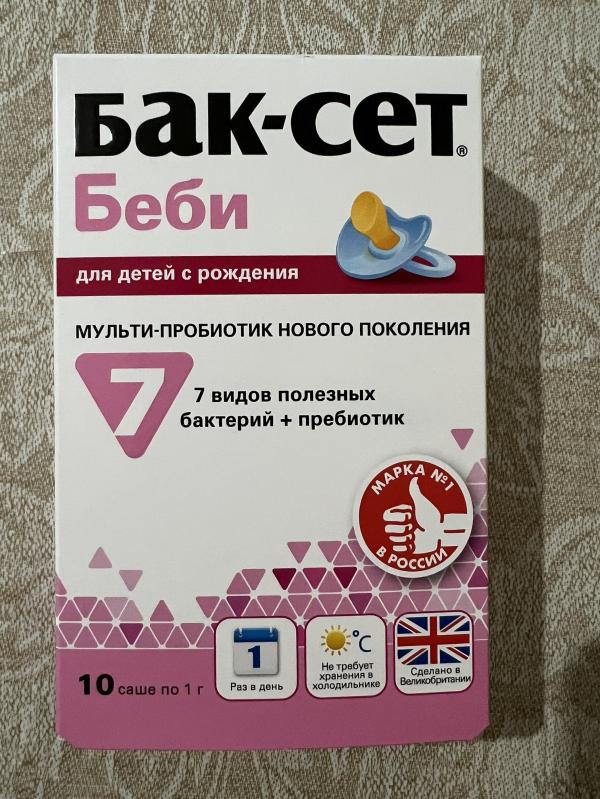 Бак-сет®
Беби
для детей с рождения
МУЛЬТИ-ПРОБИОТИК НОВОГО ПОКОЛЕНИЯ
7
7 видов полезных
бактерий + пребиотик
МАРКА №1
В РОССИИ
10 саше по 1 г
1
Раз в день
°C
Не требует
хранения в
холодильнике
Сделано в
Великобритании